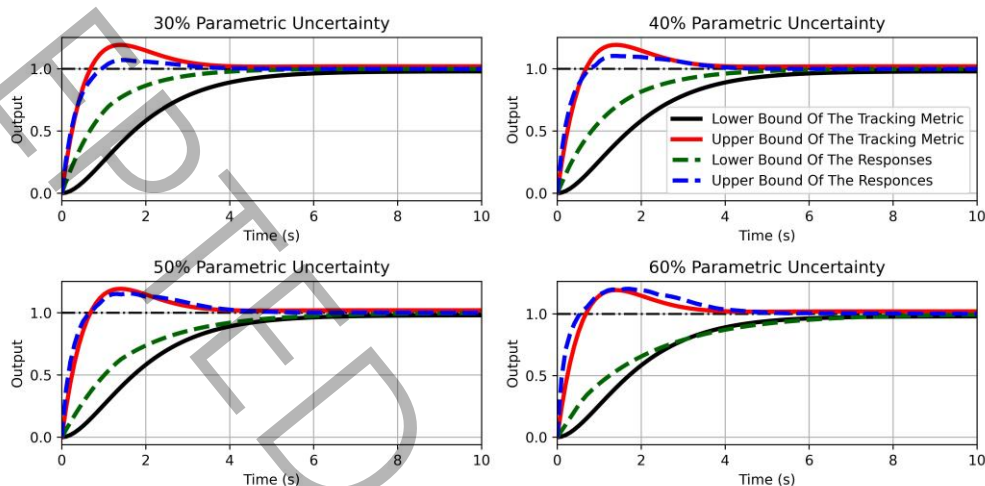 30% Parametric Uncertainty
1.0
0.5
0.0
Output
0 2 4 6 8 10
Time (s)
40% Parametric Uncertainty
1.0
0.5
0.0
Output
Lower Bound Of The Tracking Metric
Upper Bound Of The Tracking Metric
Lower Bound Of The Responses
Upper Bound Of The Responces
0 2 4 6 8 10
Time (s)
50% Parametric Uncertainty
1.0
0.5
0.0
Output
0 2 4 6 8 10
Time (s)
60% Parametric Uncertainty
1.0
0.5
0.0
Output
0 2 4 6 8 10
Time (s)
EPTED